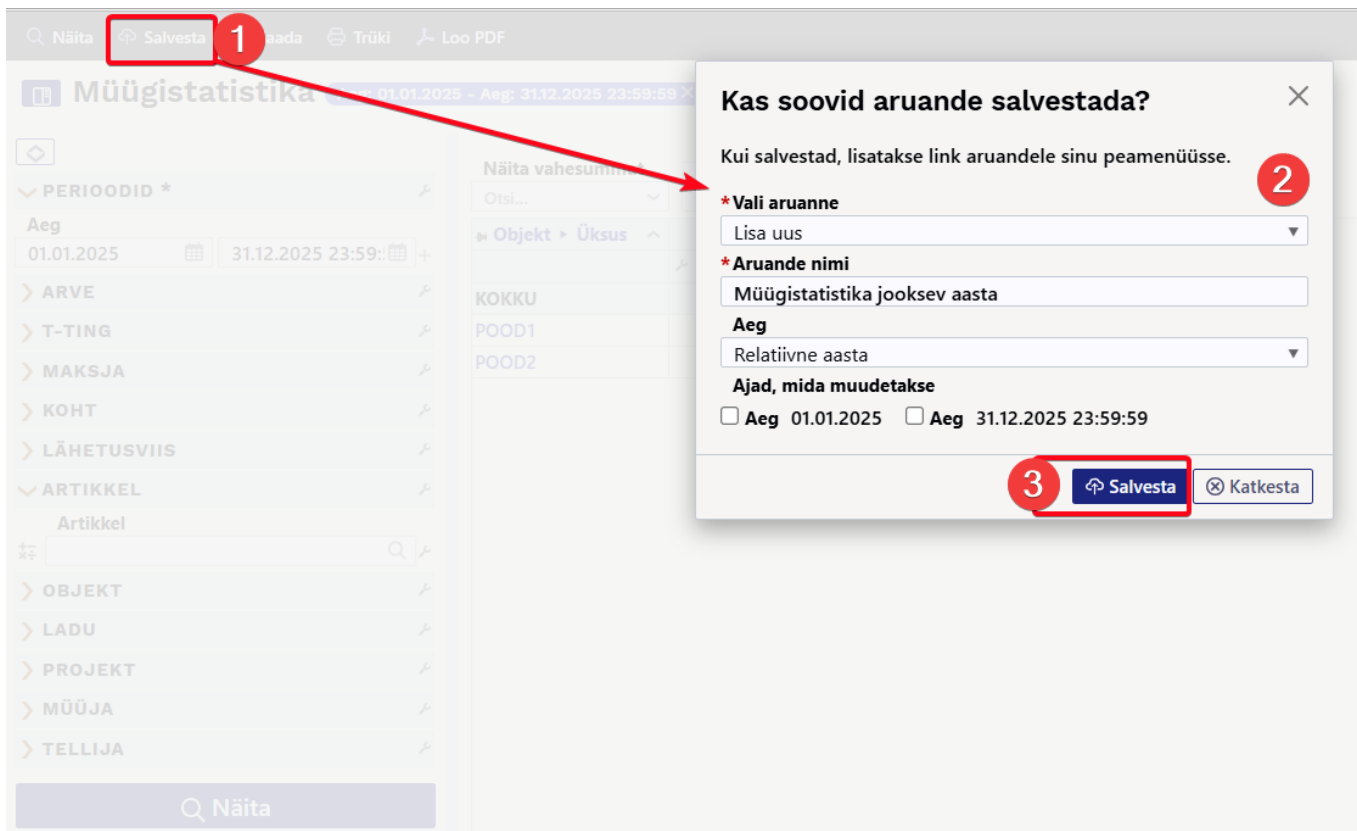 Näita Salvesta 1 aada Trüki Loo PDF
Müügistatistika 01.01.2025 - Aeg: 31.12.2025 23:59:59
Kas soovid aruande salvestada?
Kui salvestad, lisatakse link aruandele sinu peamenüüsse.
2
*Vali aruanne
Lisa uus
*Aruande nimi
Müügistatistika jooksev aasta
Aeg
Relatiivne aasta
Ajad, mida muudetakse
Aeg 01.01.2025 Aeg 31.12.2025 23:59:59
3 Salvesta Katkesta
PERIOODID *
Aeg
01.01.2025 31.12.2025 23:59:
ARVE
T-TING
MAKSJA
KOHT
LÄHETUSVIIS
ARTIKKEL
Artikkel
OBJEKT
LADU
PROJEKT
MÜÜJA
TELLIJA
Näita
Näita vahesummat
Otsi...
Objekt ▸ Üksus
KOKKU
POOD1
POOD2